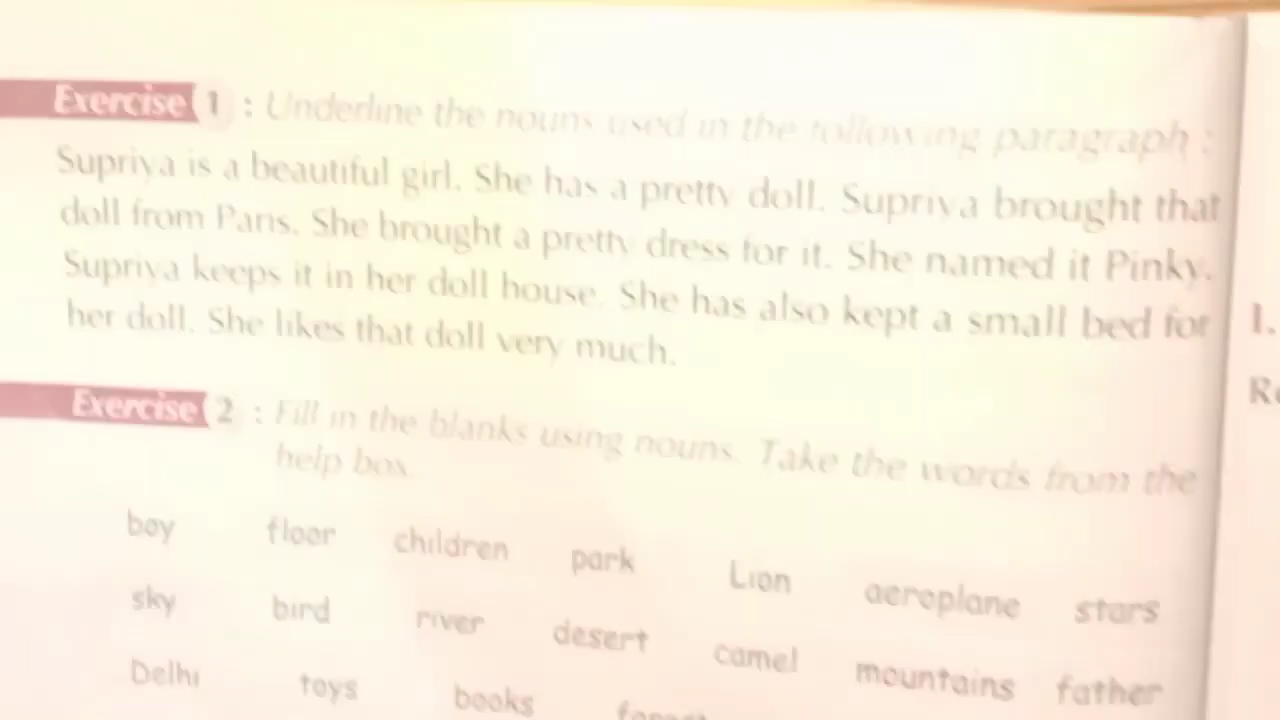 Exercise 1 : Underline the nouns used in the following paragraph :
Supriya is a beautiful girl. She has a pretty doll. Supriya brought that
doll from Paris. She brought a pretty dress for it. She named it Pinky.
Supriya keeps it in her doll house. She has also kept a small bed for
her doll. She likes that doll very much.
Exercise 2 : Fill in the blanks using nouns. Take the words from the
help box
boy floor children park Lion aeroplane stars
sky bird river desert camel mountains father
Delhi toys books forest
1.